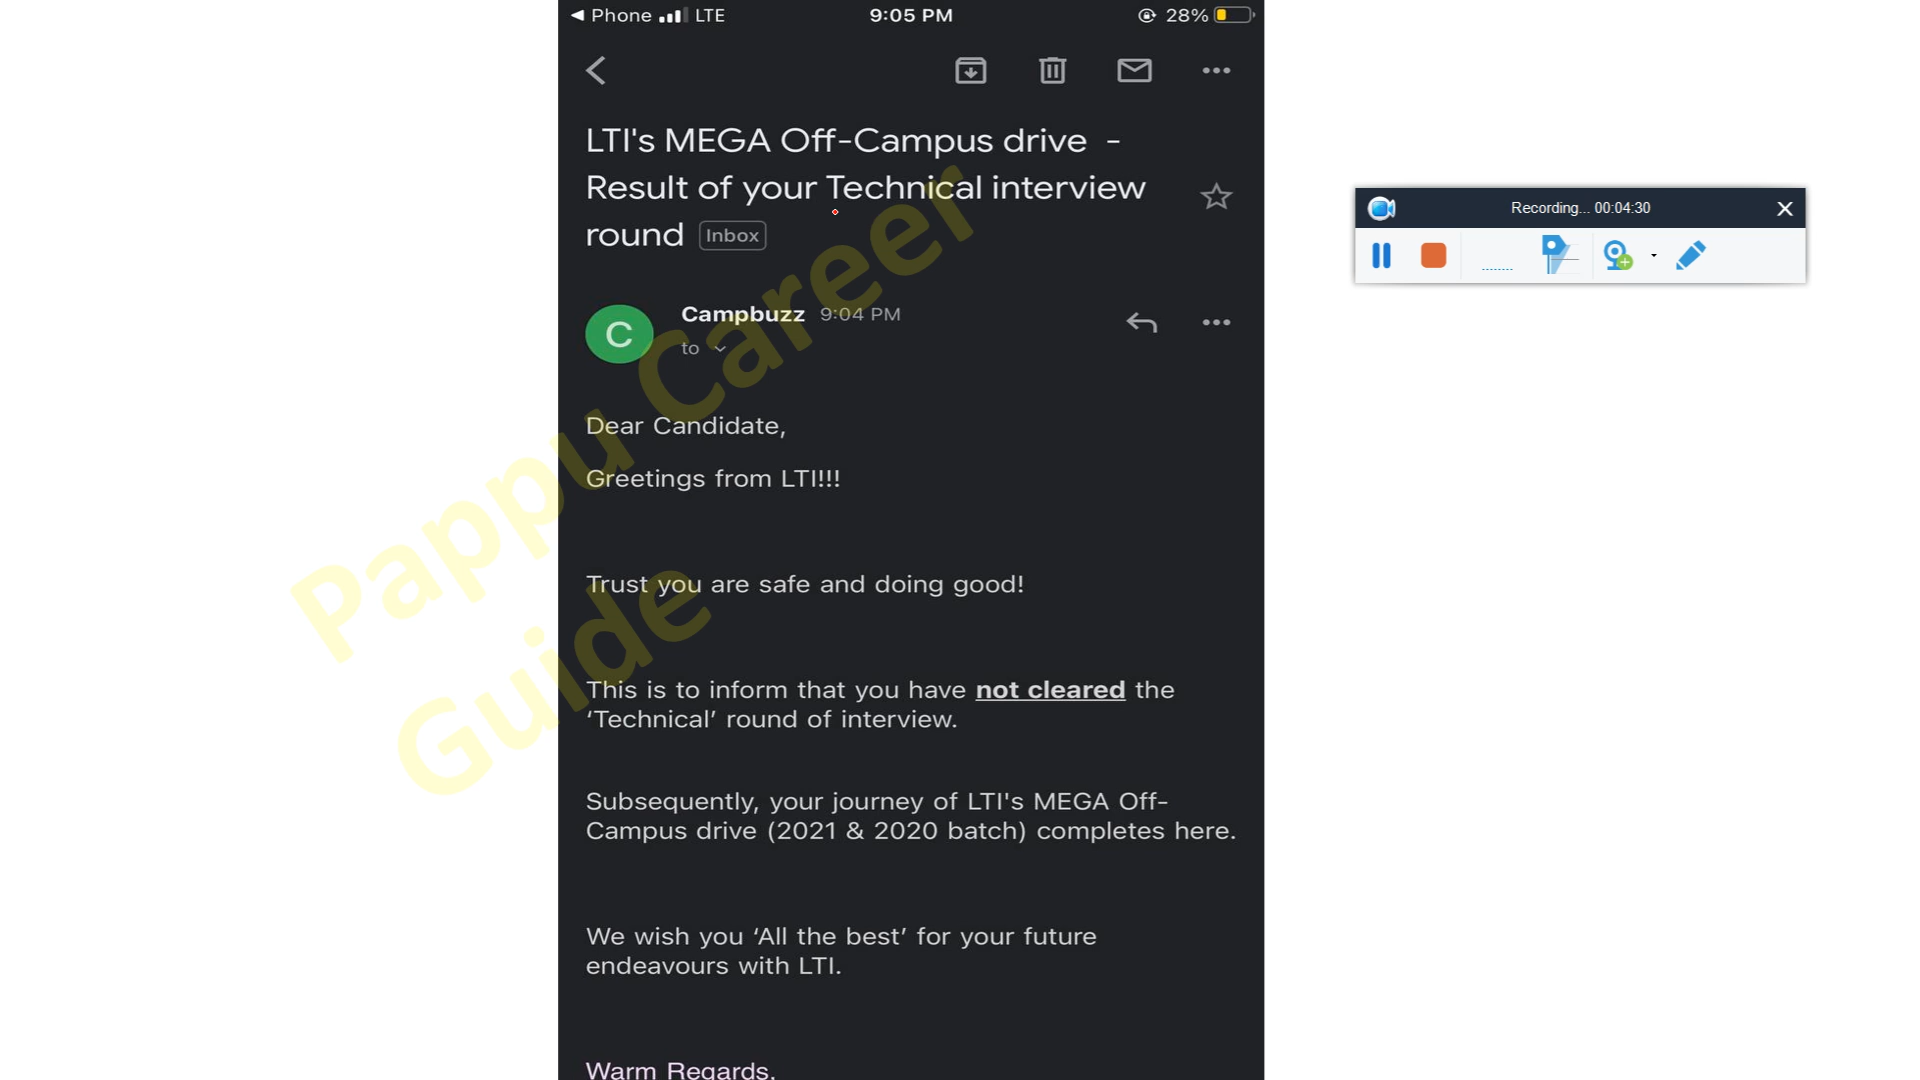 Phone LTE 9:05 PM 28%
LTI's MEGA Off-Campus drive -
Result of your Technical interview
round Inbox
C
Campbuzz 9:04 PM
to
Dear Candidate,
Greetings from LTI!!!
Trust you are safe and doing good!
This is to inform that you have not cleared the
‘Technical’ round of interview.
Subsequently, your journey of LTI's MEGA Off-
Campus drive (2021 & 2020 batch) completes here.
We wish you ‘All the best’ for your future
endeavours with LTI.
Warm Regards,
Pappu Career
Guide
Recording... 00:04:30